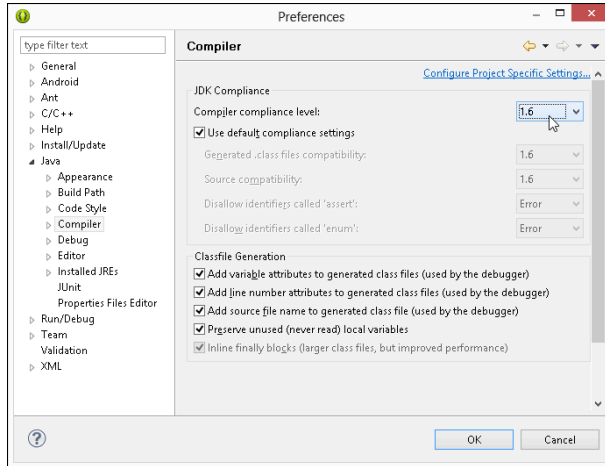 Preferences
type filter text
General
Android
Ant
C/C++
Help
Install/Update
Java
Appearance
Build Path
Code Style
Compiler
Debug
Editor
Installed JREs
JUnit
Properties Files Editor
Run/Debug
Team
Validation
XML
Compiler
Configure Project Specific Settings...
JDK Compliance
Compiler compliance level: 1.6
Use default compliance settings
Generated .class files compatibility: 1.6
Source compatibility: 1.6
Disallow identifiers called 'assert': Error
Disallow identifiers called 'enum': Error
Classfile Generation
Add variable attributes to generated class files (used by the debugger)
Add line number attributes to generated class files (used by the debugger)
Add source file name to generated class file (used by the debugger)
Preserve unused (never read) local variables
Inline finally blocks (larger class files, but improved performance)
?
OK
Cancel